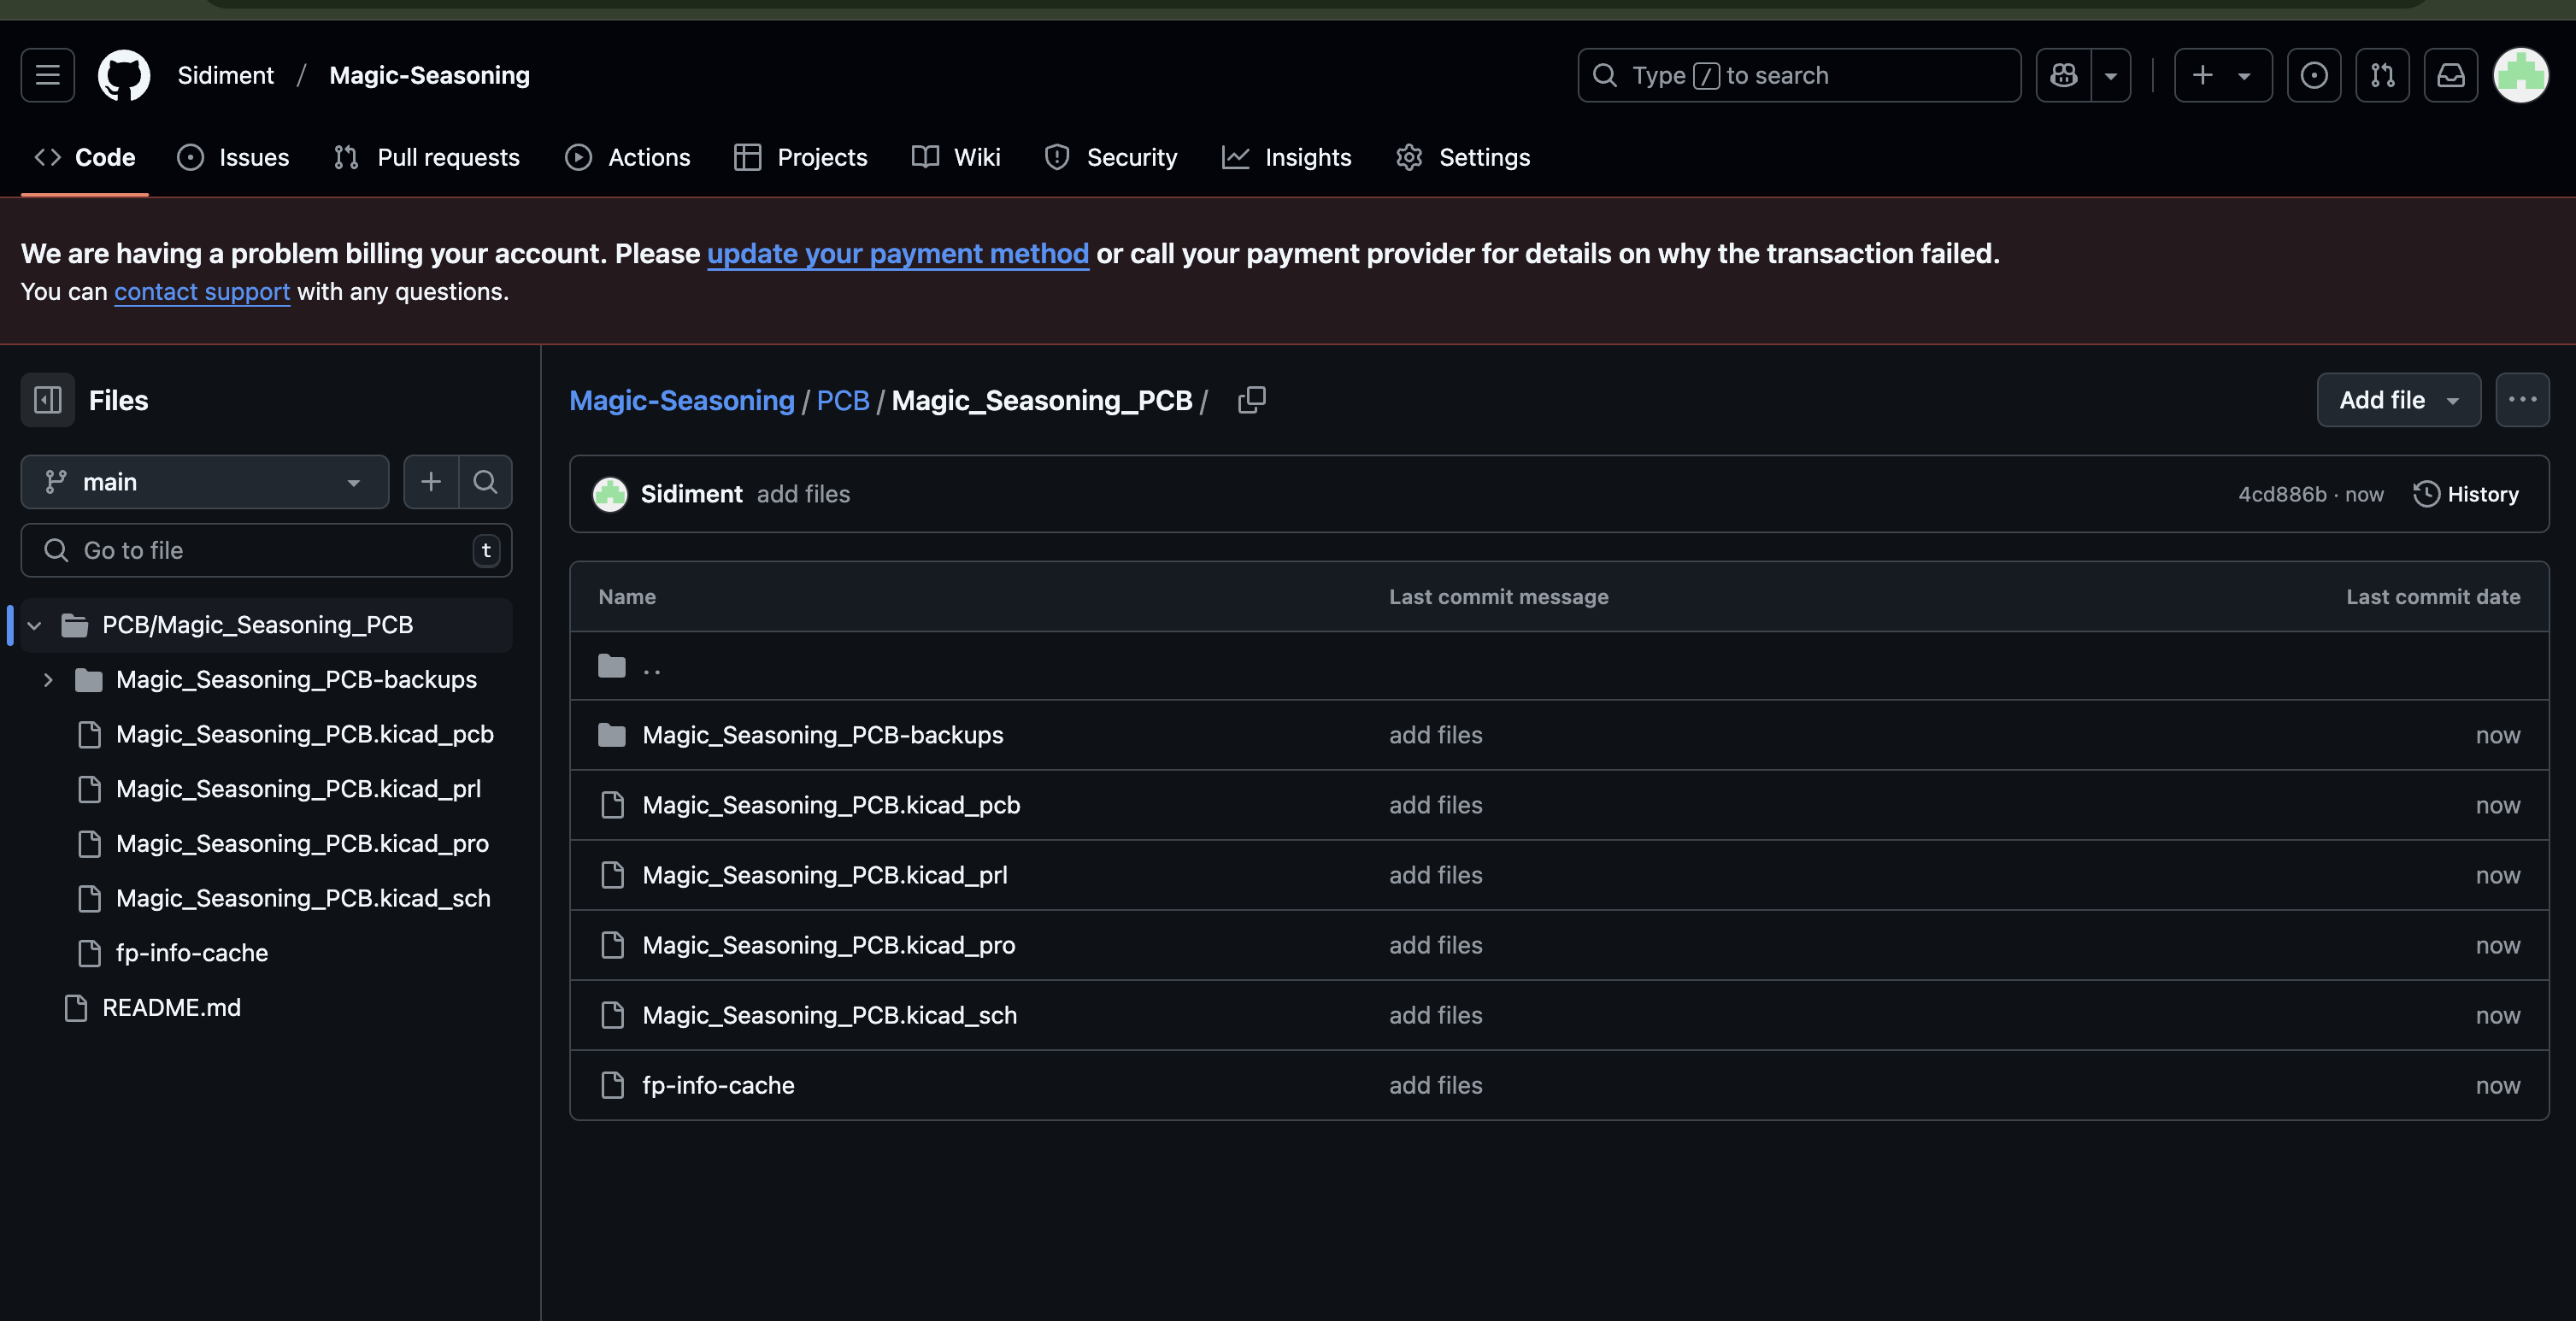 Sidiment / Magic-Seasoning
Type / to search
Code Issues Pull requests Actions Projects Wiki Security Insights Settings
We are having a problem billing your account. Please update your payment method or call your payment provider for details on why the transaction failed.
You can contact support with any questions.
Files
main
Go to file t
PCB/Magic_Seasoning_PCB
Magic_Seasoning_PCB-backups
Magic_Seasoning_PCB.kicad_pcb
Magic_Seasoning_PCB.kicad_prl
Magic_Seasoning_PCB.kicad_pro
Magic_Seasoning_PCB.kicad_sch
fp-info-cache
README.md
Magic-Seasoning / PCB / Magic_Seasoning_PCB /
Add file
Sidiment add files
4cd886b · now History
Name Last commit message Last commit date
..
Magic_Seasoning_PCB-backups add files now
Magic_Seasoning_PCB.kicad_pcb add files now
Magic_Seasoning_PCB.kicad_prl add files now
Magic_Seasoning_PCB.kicad_pro add files now
Magic_Seasoning_PCB.kicad_sch add files now
fp-info-cache add files now